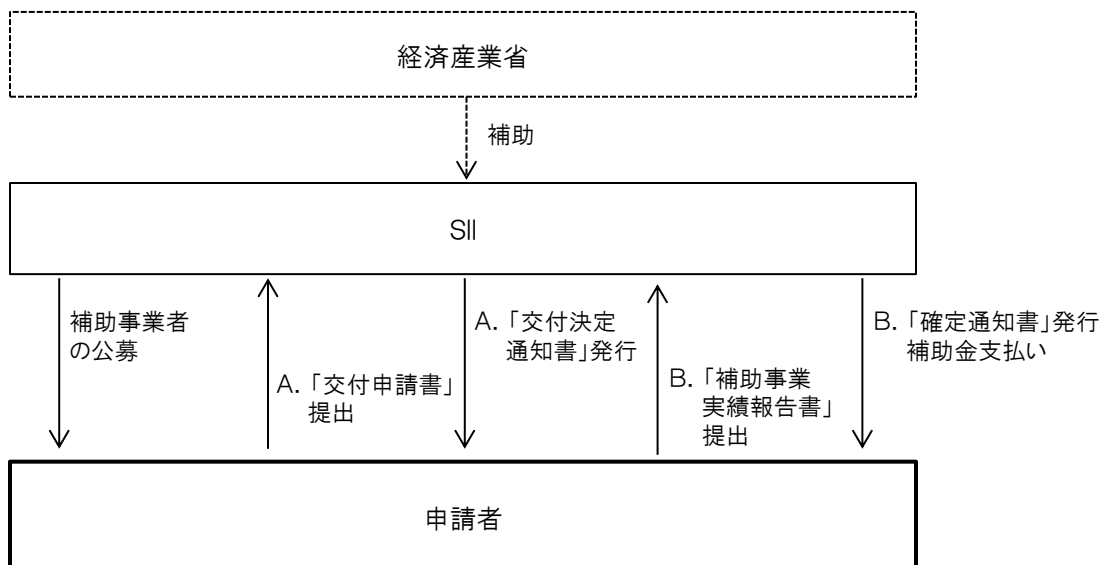 経済産業省
補助
SII
補助事業者
の公募
A.「交付申請書」
提出
A.「交付決定
通知書」発行
B.「補助事業
実績報告書」
提出
B.「確定通知書」発行
補助金支払い
申請者